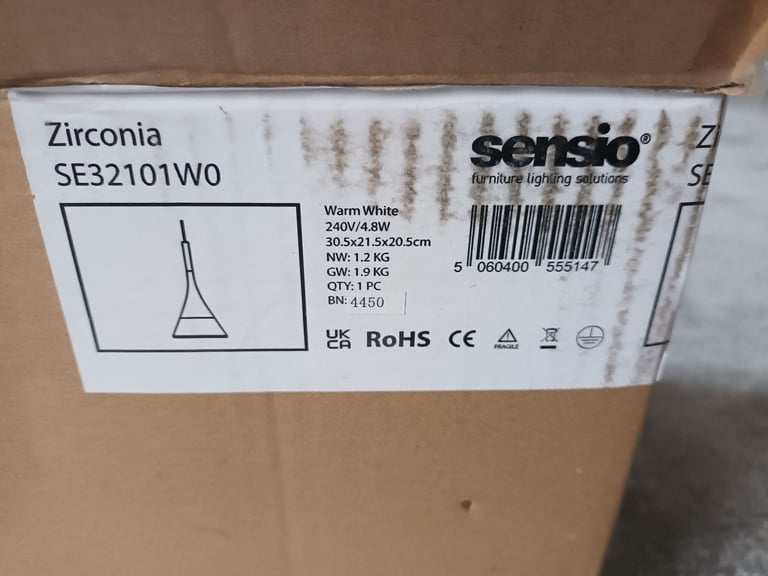 Zirconia
SE32101W0
Warm White
240V/4.8W
30.5x21.5x20.5cm
NW: 1.2 KG
GW: 1.9 KG
QTY: 1 PC
BN: 4450
UK
CA
RoHS
CE
FRAGILE
sensio®
furniture lighting solutions
5 060400 555147
Z
SE